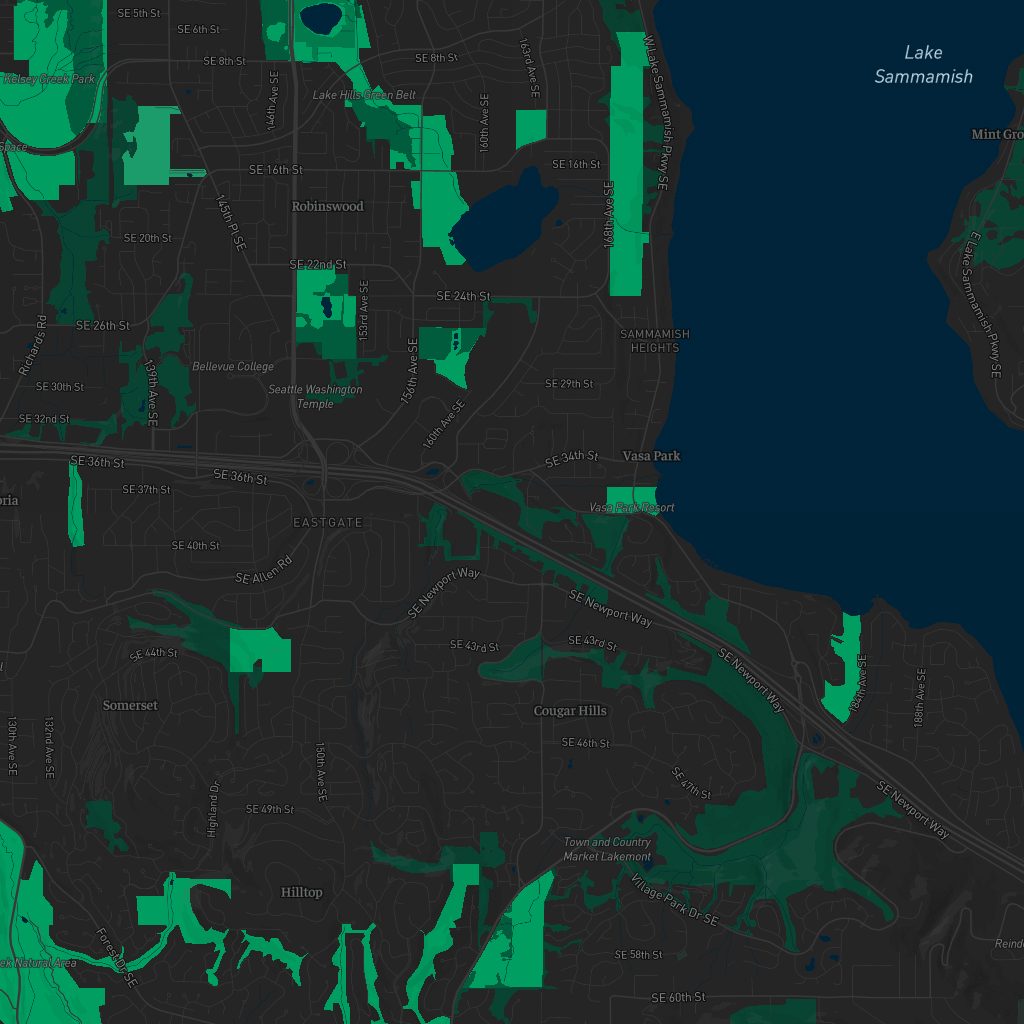 SE 5th St
SE 6th St
SE 8th St
SE 8th St
163rd Ave SE
W Lake Sammamish Pkwy SE
Lake
Sammamish
Kelsey Creek Park
146th Ave SE
Lake Hills Green Belt
160th Ave SE
Mint Gro
Space
SE 16th St
SE 16th St
145th Pl SE
Robinswood
168th Ave SE
SE 20th St
E Lake Sammamish Pkwy SE
SE 22nd St
153rd Ave SE
SE 24th St
Richards Rd
SE 26th St
SAMMAMISH
HEIGHTS
139th Ave SE
Bellevue College
156th Ave SE
SE 30th St
Seattle Washington
Temple
SE 29th St
SE 32nd St
160th Ave SE
SE 36th St
SE 36th St
SE 34th St
Vasa Park
SE 37th St
oria
Vasa Park Resort
EASTGATE
SE 40th St
SE Allen Rd
SE Newport Way
SE Newport Way
SE 44th St
SE 43rd St
SE 43rd St
SE Newport Way
184th Ave SE
188th Ave SE
l
Somerset
Cougar Hills
130th Ave SE
132nd Ave SE
150th Ave SE
SE 46th St
SE 47th St
Highland Dr
SE 49th St
SE Newport Way
Town and Country
Market Lakemont
Hilltop
Village Park Dr SE
Forest Dr SE
ek Natural Area
SE 58th St
Reinde
SE 60th St